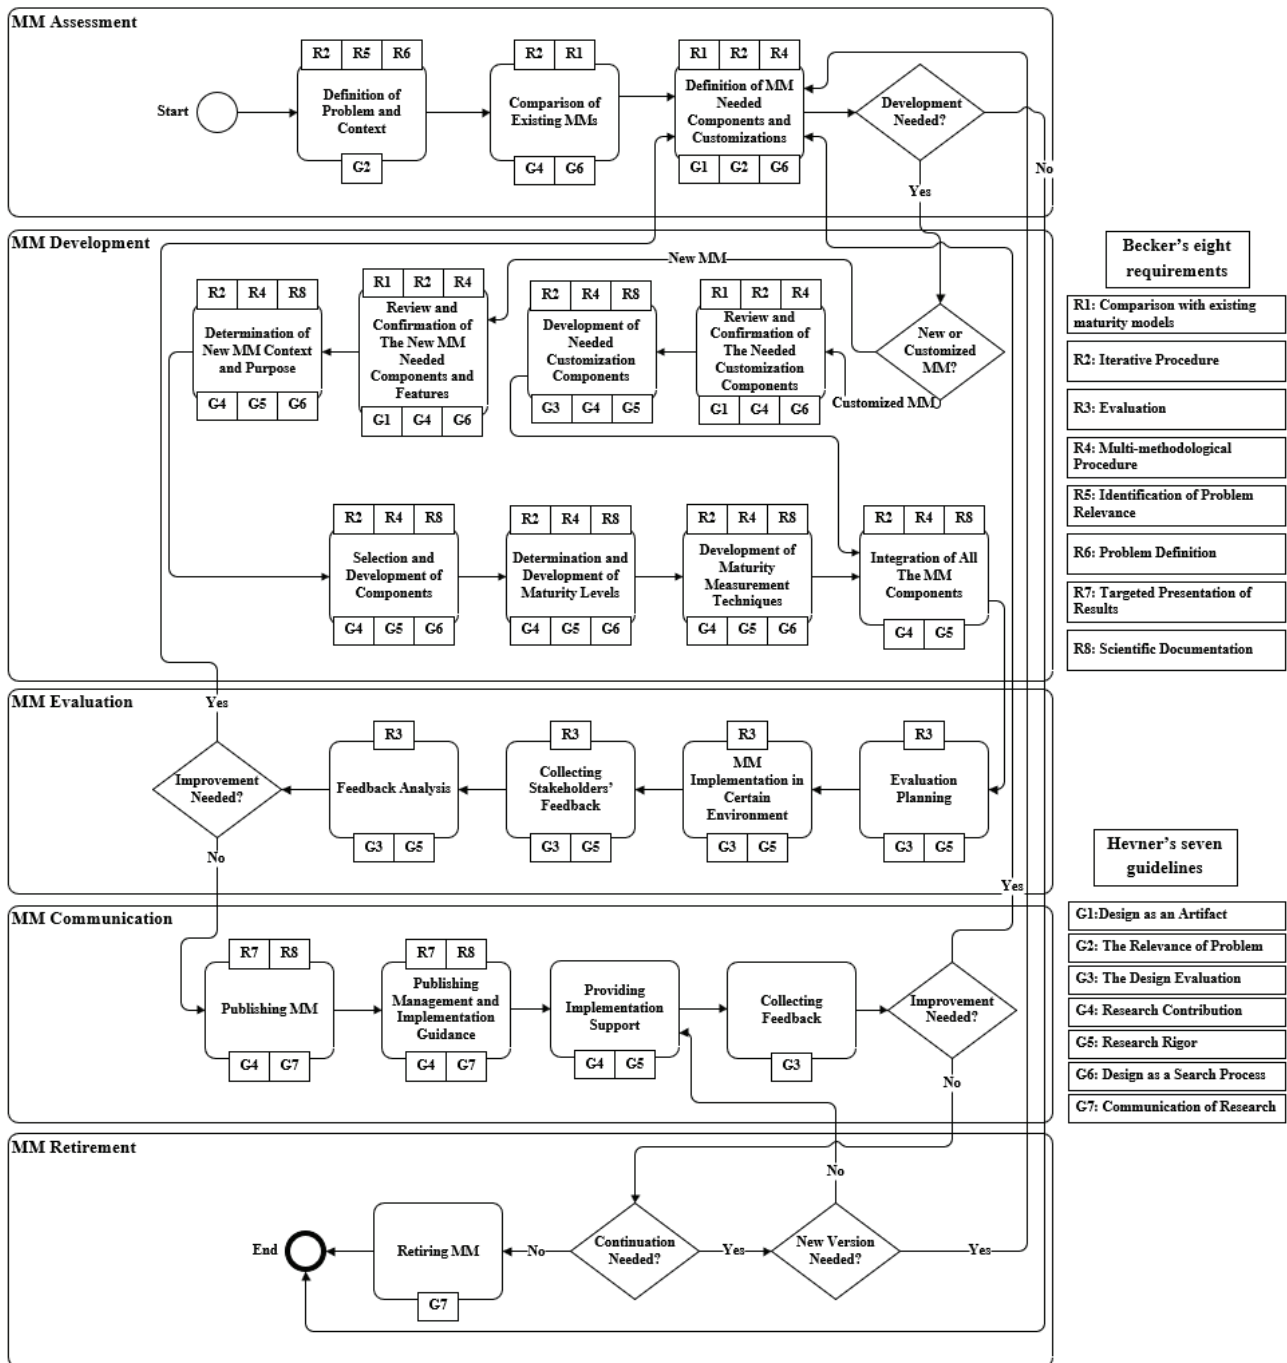 MM Assessment
R2 R5 R6
R2 R1
R1 R2 R4
Start
Definition of
Problem and
Context
Comparison of
Existing MMs
Definition of MM
Needed
Components and
Customizations
Development
Needed?
G2
G4 G6
G1 G2 G6
No
Yes
MM Development
New MM
R2 R4 R8
R1 R2 R4
R2 R4 R8
R1 R2 R4
Determination of
New MM Context
and Purpose
Review and
Confirmation of
The New MM
Needed
Components and
Features
Development of
Needed
Customization
Components
Review and
Confirmation of
The Needed
Customization
Components
New or
Customized
MM?
G4 G5 G6
G1 G4 G6
G3 G4 G5
G1 G4 G6
Customized MM
R2 R4 R8
R2 R4 R8
R2 R4 R8
R2 R4 R8
Selection and
Development of
Components
Determination and
Development of
Maturity Levels
Development of
Maturity
Measurement
Techniques
Integration of All
The MM
Components
G4 G5 G6
G4 G5 G6
G4 G5 G6
G4 G5
MM Evaluation
Yes
R3
R3
R3
R3
Improvement
Needed?
Feedback Analysis
Collecting
Stakeholders'
Feedback
MM
Implementation in
Certain
Environment
Evaluation
Planning
G3 G5
G3 G5
G3 G5
G3 G5
No
Yes
MM Communication
R7 R8
R7 R8
Publishing MM
Publishing
Management and
Implementation
Guidance
Providing
Implementation
Support
Collecting
Feedback
Improvement
Needed?
G4 G7
G4 G7
G4 G5
G3
No
MM Retirement
No
End
Retiring MM
No
Continuation
Needed?
Yes
New Version
Needed?
Yes
G7
Becker's eight
requirements
R1: Comparison with existing
maturity models
R2: Iterative Procedure
R3: Evaluation
R4: Multi-methodological
Procedure
R5: Identification of Problem
Relevance
R6: Problem Definition
R7: Targeted Presentation of
Results
R8: Scientific Documentation
Hevner's seven
guidelines
G1:Design as an Artifact
G2: The Relevance of Problem
G3: The Design Evaluation
G4: Research Contribution
G5: Research Rigor
G6: Design as a Search Process
G7: Communication of Research